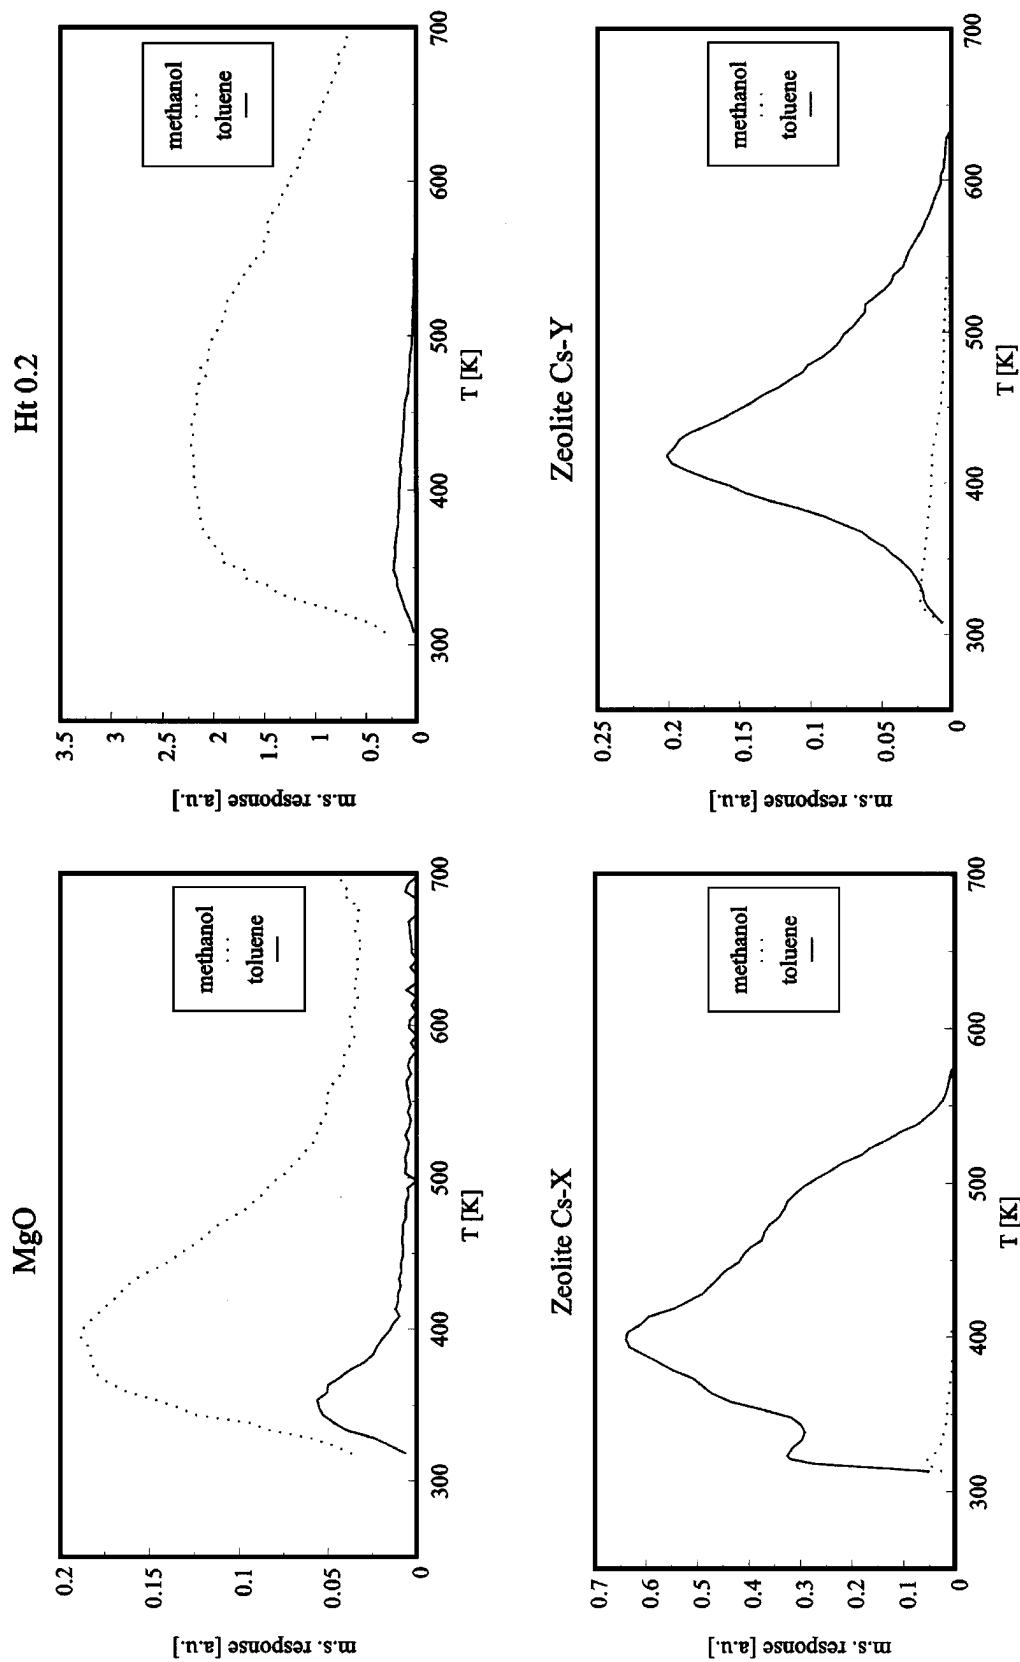 MgO
m.s. response [a.u.]
0.2
0.15
0.1
0.05
0
300
400
500
600
700
T [K]
methanol
toluene
Ht 0.2
m.s. response [a.u.]
3.5
3
2.5
2
1.5
1
0.5
0
300
400
500
600
700
T [K]
methanol
toluene
Zeolite Cs-X
m.s. response [a.u.]
0.7
0.6
0.5
0.4
0.3
0.2
0.1
0
300
400
500
600
700
T [K]
methanol
toluene
Zeolite Cs-Y
m.s. response [a.u.]
0.25
0.2
0.15
0.1
0.05
0
300
400
500
600
700
T [K]
methanol
toluene